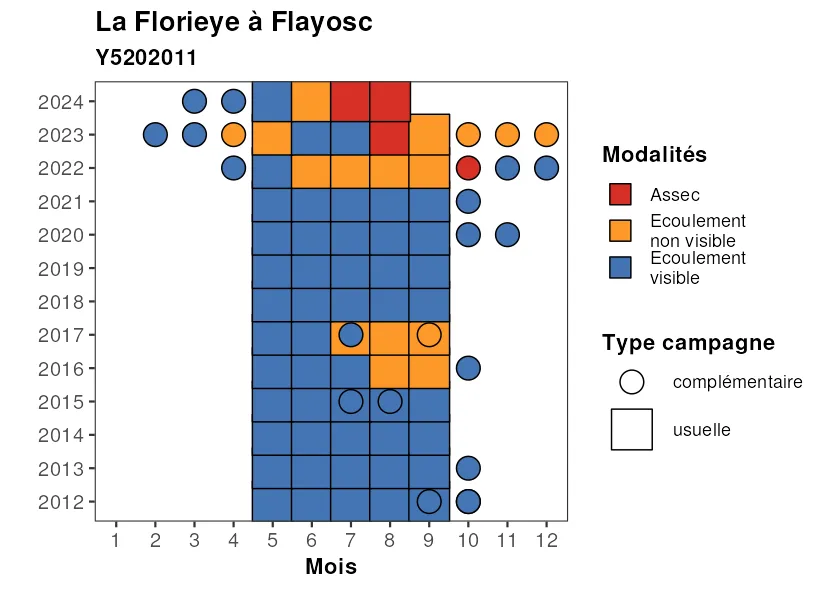 La Florieye à Flayosc
Y5202011
2024
2023
2022
2021
2020
2019
2018
2017
2016
2015
2014
2013
2012
1 2 3 4 5 6 7 8 9 10 11 12
Mois
Modalités
Assec
Ecoulement
non visible
Ecoulement
visible
Type campagne
complémentaire
usuelle